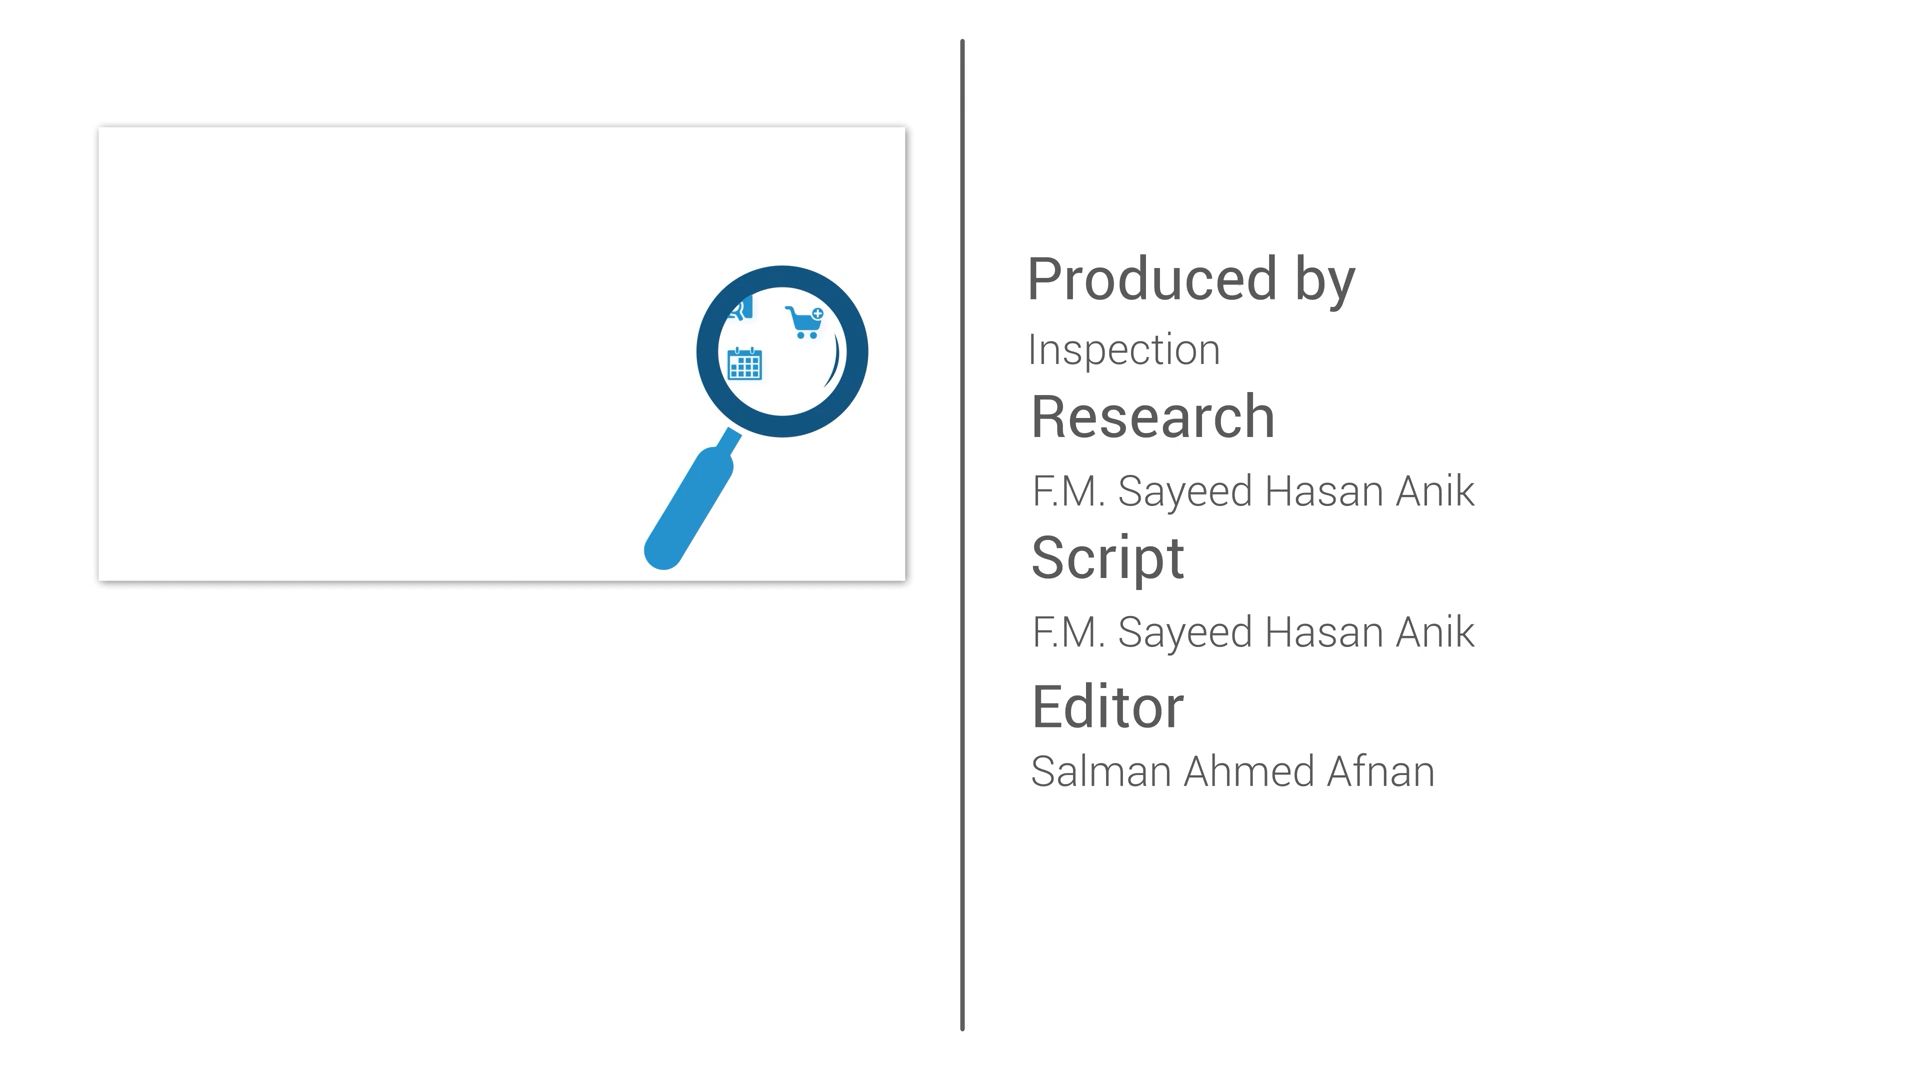 Produced by
Inspection
Research
F.M. Sayeed Hasan Anik
Script
F.M. Sayeed Hasan Anik
Editor
Salman Ahmed Afnan